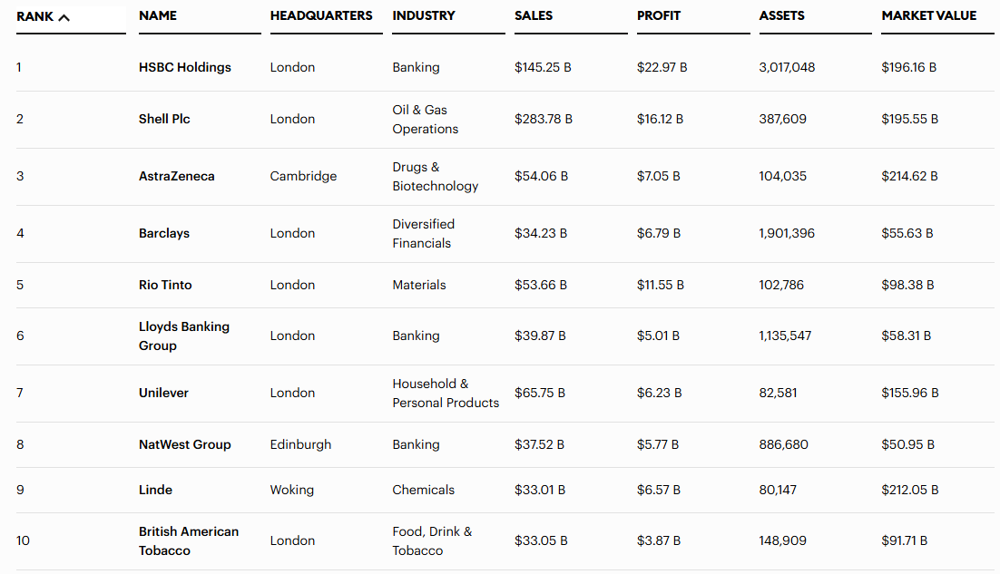 RANK NAME HEADQUARTERS INDUSTRY SALES PROFIT ASSETS MARKET VALUE
1 HSBC Holdings London Banking $145.25 B $22.97 B 3,017,048 $196.16 B
2 Shell Plc London Oil & Gas Operations $283.78 B $16.12 B 387,609 $195.55 B
3 AstraZeneca Cambridge Drugs & Biotechnology $54.06 B $7.05 B 104,035 $214.62 B
4 Barclays London Diversified Financials $34.23 B $6.79 B 1,901,396 $55.63 B
5 Rio Tinto London Materials $53.66 B $11.55 B 102,786 $98.38 B
6 Lloyds Banking Group London Banking $39.87 B $5.01 B 1,135,547 $58.31 B
7 Unilever London Household & Personal Products $65.75 B $6.23 B 82,581 $155.96 B
8 NatWest Group Edinburgh Banking $37.52 B $5.77 B 886,680 $50.95 B
9 Linde Woking Chemicals $33.01 B $6.57 B 80,147 $212.05 B
10 British American Tobacco London Food, Drink & Tobacco $33.05 B $3.87 B 148,909 $91.71 B